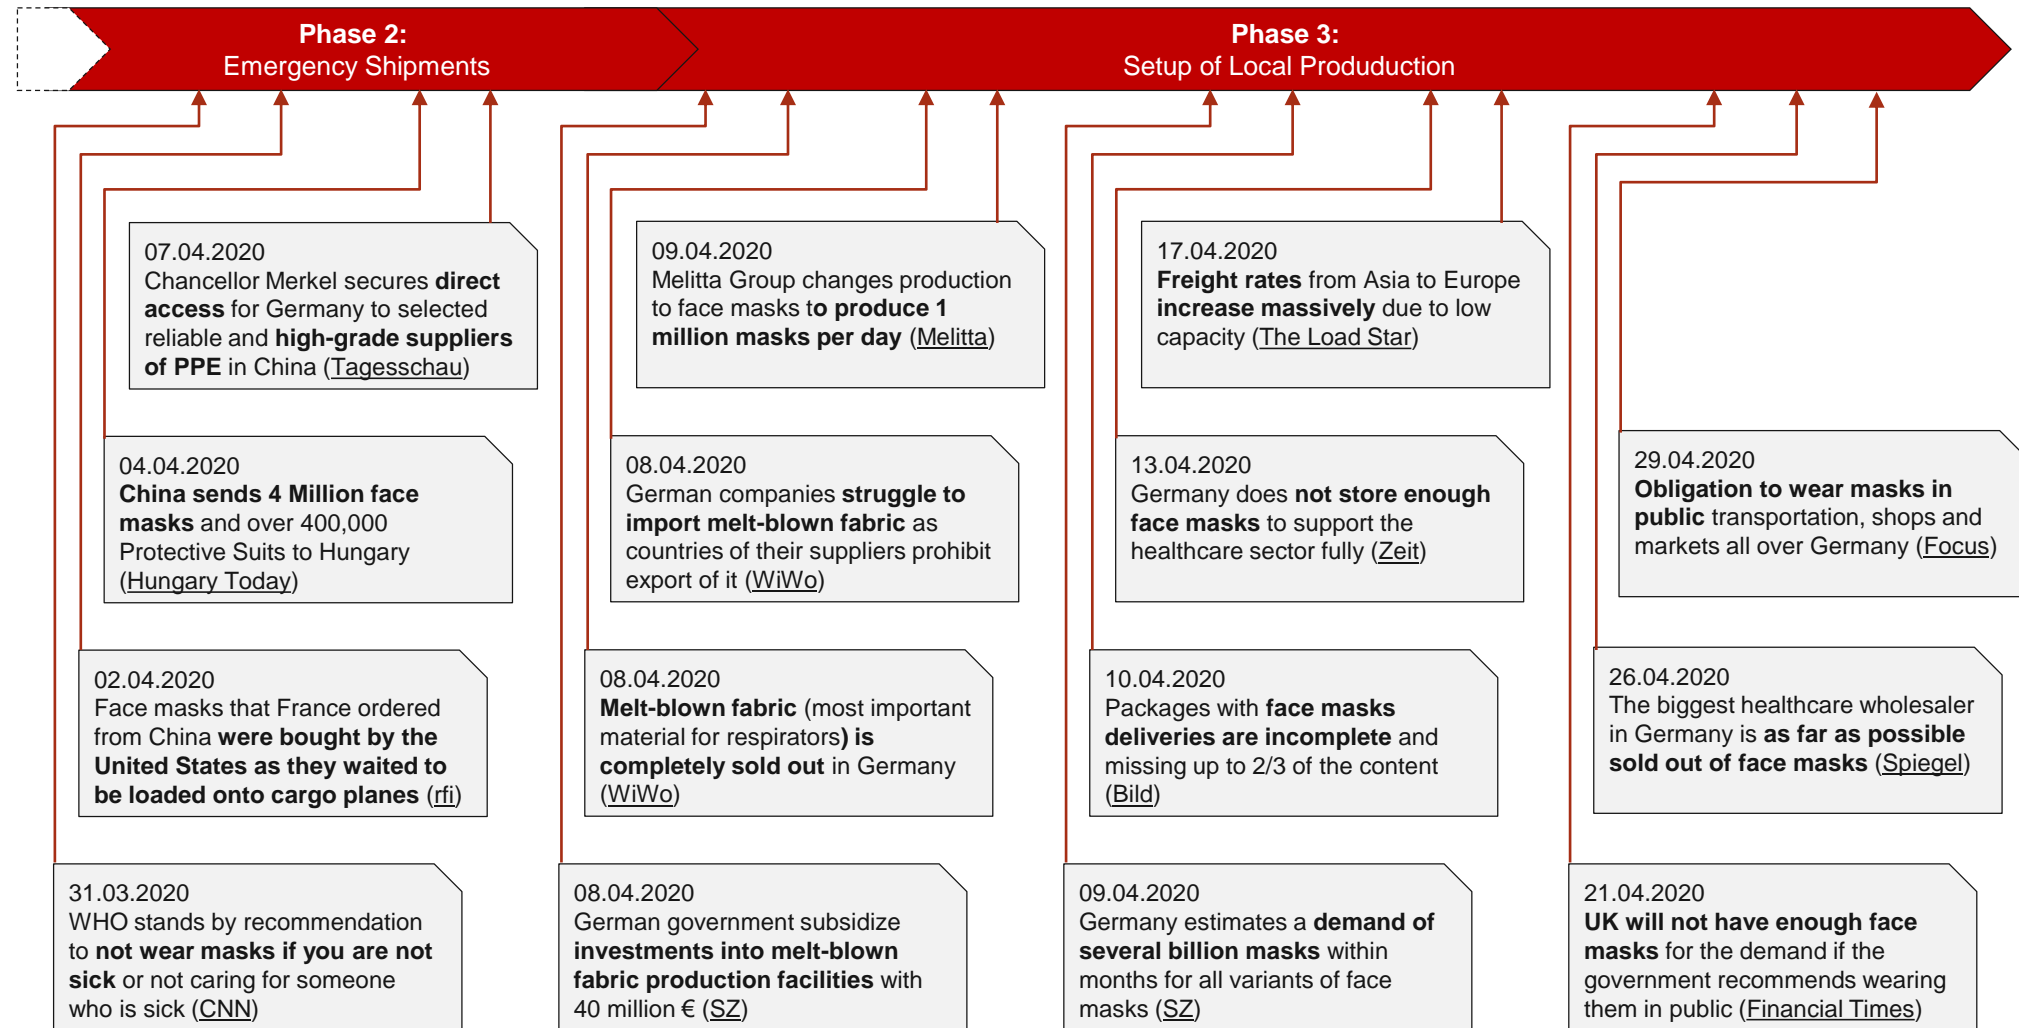 Phase 2:
Emergency Shipments
Phase 3:
Setup of Local Produduction
07.04.2020
Chancellor Merkel secures direct
access for Germany to selected
reliable and high-grade suppliers
of PPE in China (Tagesschau)
04.04.2020
China sends 4 Million face
masks and over 400,000
Protective Suits to Hungary
(Hungary Today)
02.04.2020
Face masks that France ordered
from China were bought by the
United States as they waited to
be loaded onto cargo planes (rfi)
31.03.2020
WHO stands by recommendation
to not wear masks if you are not
sick or not caring for someone
who is sick (CNN)
09.04.2020
Melitta Group changes production
to face masks to produce 1
million masks per day (Melitta)
08.04.2020
German companies struggle to
import melt-blown fabric as
countries of their suppliers prohibit
export of it (WiWo)
08.04.2020
Melt-blown fabric (most important
material for respirators) is
completely sold out in Germany
(WiWo)
08.04.2020
German government subsidize
investments into melt-blown
fabric production facilities with
40 million € (SZ)
17.04.2020
Freight rates from Asia to Europe
increase massively due to low
capacity (The Load Star)
13.04.2020
Germany does not store enough
face masks to support the
healthcare sector fully (Zeit)
10.04.2020
Packages with face masks
deliveries are incomplete and
missing up to 2/3 of the content
(Bild)
09.04.2020
Germany estimates a demand of
several billion masks within
months for all variants of face
masks (SZ)
29.04.2020
Obligation to wear masks in
public transportation, shops and
markets all over Germany (Focus)
26.04.2020
The biggest healthcare wholesaler
in Germany is as far as possible
sold out of face masks (Spiegel)
21.04.2020
UK will not have enough face
masks for the demand if the
government recommends wearing
them in public (Financial Times)